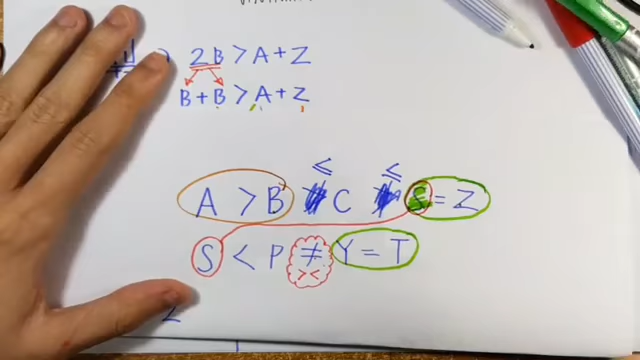 2B > A + Z
B + B > A + Z
≤ ≤
A > B C S = Z
S < P ≠ Y = T
> <
Z